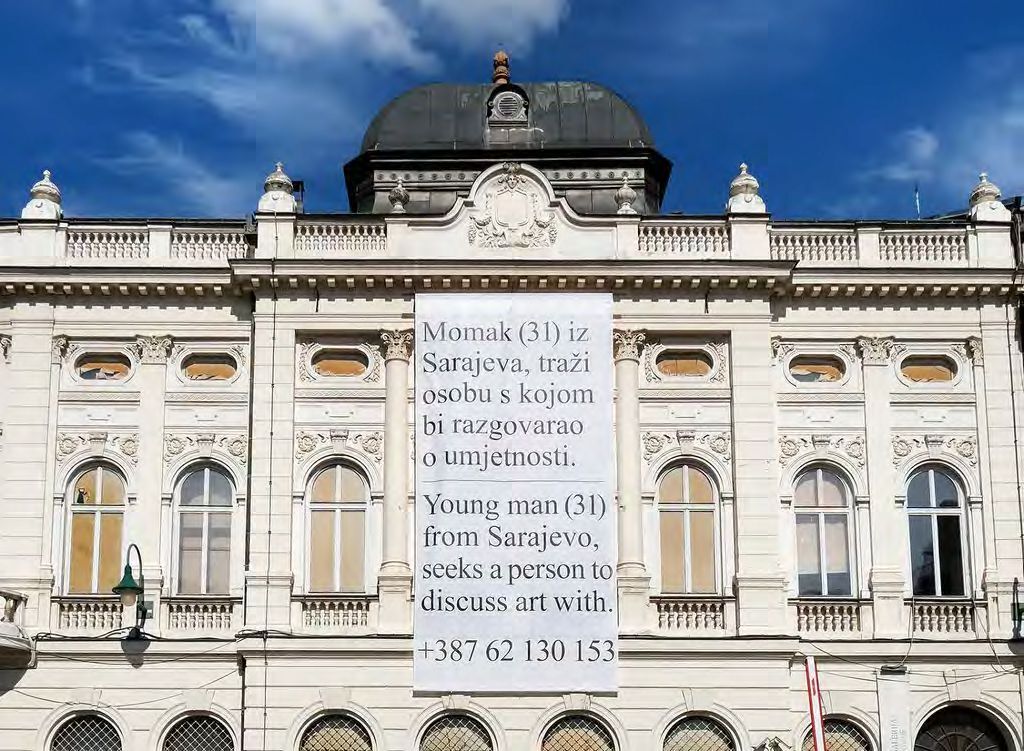 Momak (31) iz
Sarajeva, traži
osobu s kojom
bi razgovarao
o umjetnosti.
Young man (31)
from Sarajevo,
seeks a person to
discuss art with.
+387 62 130 153